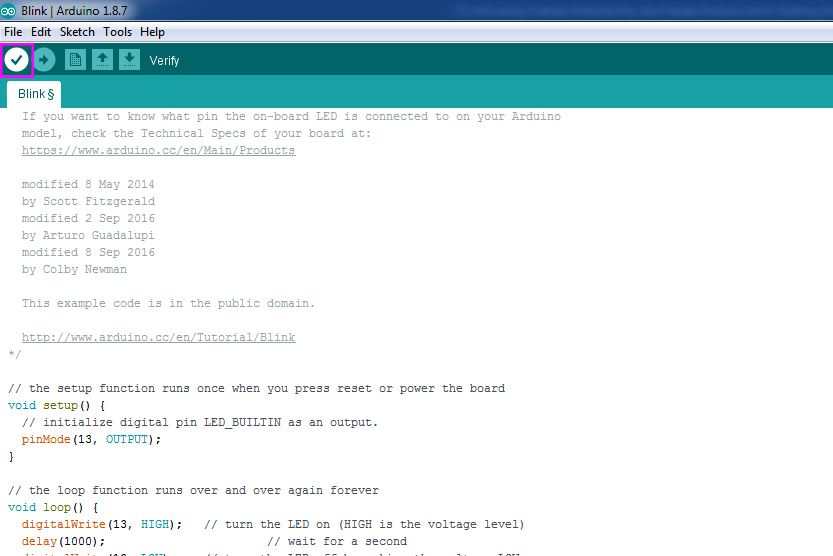 Blink | Arduino 1.8.7
File Edit Sketch Tools Help
Verify
Blink §
If you want to know what pin the on-board LED is connected to on your Arduino
model, check the Technical Specs of your board at:
https://www.arduino.cc/en/Main/Products
modified 8 May 2014
by Scott Fitzgerald
modified 2 Sep 2016
by Arturo Guadalupi
modified 8 Sep 2016
by Colby Newman
This example code is in the public domain.
http://www.arduino.cc/en/Tutorial/Blink
*/
// the setup function runs once when you press reset or power the board
void setup() {
// initialize digital pin LED_BUILTIN as an output.
pinMode(13, OUTPUT);
}
// the loop function runs over and over again forever
void loop() {
digitalWrite(13, HIGH); // turn the LED on (HIGH is the voltage level)
delay(1000); // wait for a second